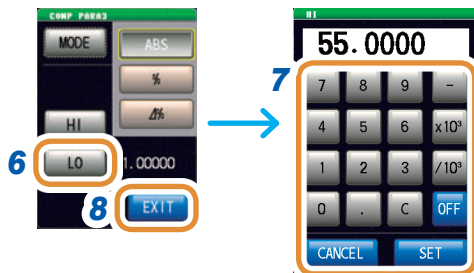 COMP PARA3
MODE
ABS
%
Δ%
HI
6
LO
1.00000
8
EXIT
HI
55.0000
7
7 8 9 -
4 5 6 x10³
1 2 3 /10³
0 . C OFF
CANCEL SET